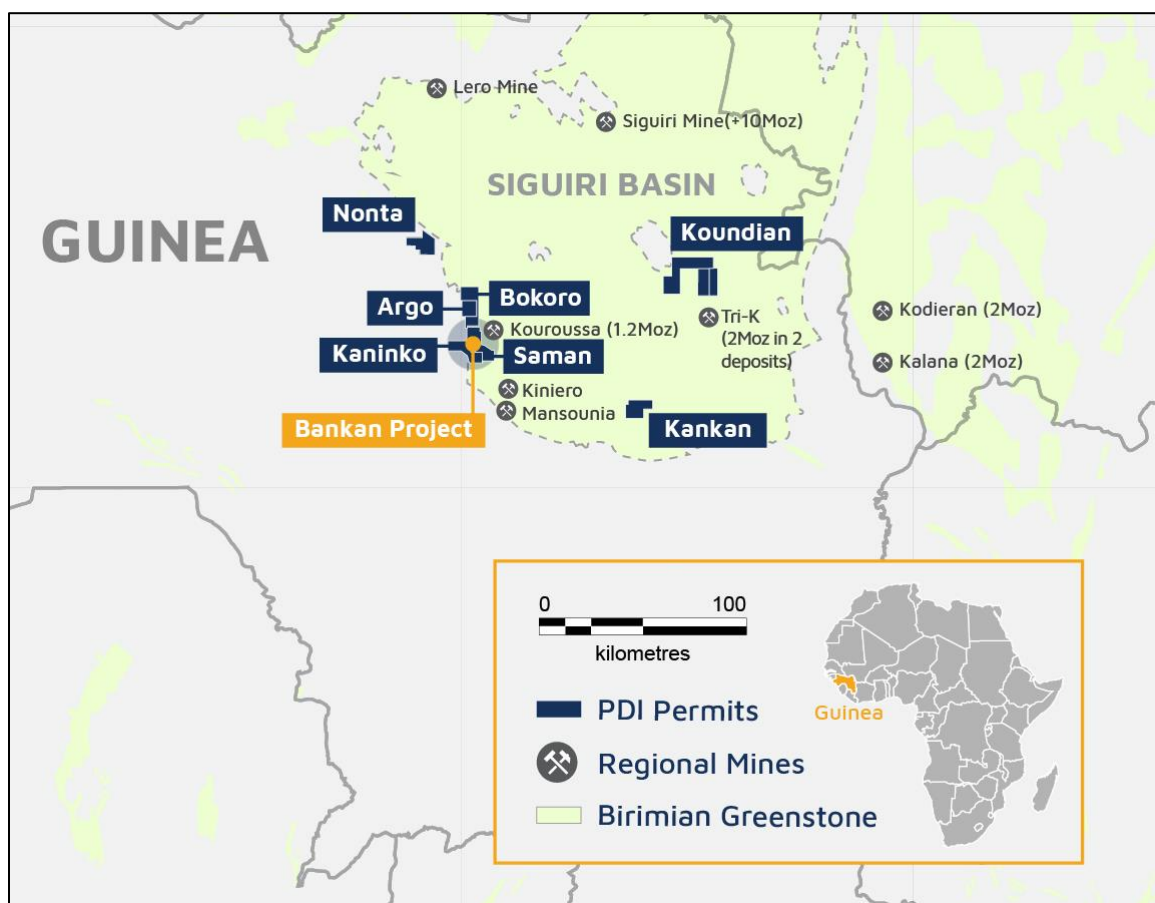 Lero Mine
Siguiri Mine(+10Moz)
SIGUIRI BASIN
Nonta
GUINEA
Koundian
Bokoro
Argo
Kouroussa (1.2Moz)
Tri-K
(2Moz in 2
deposits)
Kodieran (2Moz)
Kaninko
Saman
Kalana (2Moz)
Kiniero
Mansounia
Bankan Project
Kankan
0 100
kilometres
PDI Permits
Guinea
Regional Mines
Birimian Greenstone